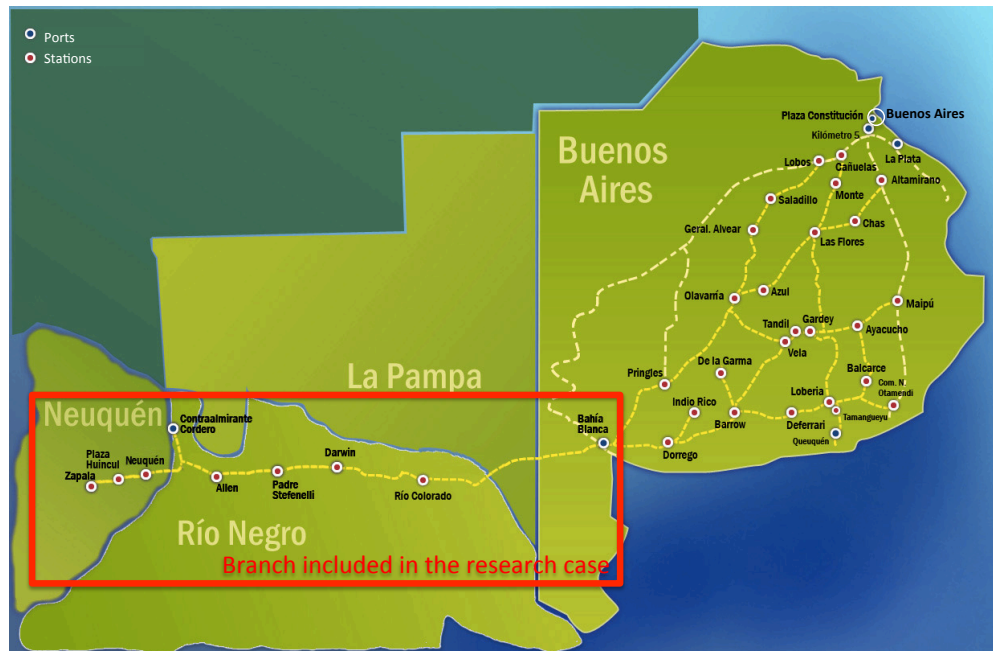 Ports
Stations
Buenos
Aires
Plaza Constitución
Buenos Aires
Kilómetro 5
La Plata
Lobos
Cañuelas
Altamirano
Monte
Saladillo
Chas
Geral. Alvear
Las Flores
Olavarría
Azul
Maipú
Tandil
Gardey
Ayacucho
Vela
De la Garma
Balcarce
Pringles
Com. N.
Otamendi
Loberia
Indio Rico
Tamangueyu
Barrow
Deferrari
Queuquén
Dorrego
La Pampa
Bahía
Blanca
Neuquén
Contraalmirante
Cordero
Plaza
Huincul
Neuquén
Zapala
Darwin
Allen
Padre
Stefenelli
Río Colorado
Río Negro
Branch included in the research case